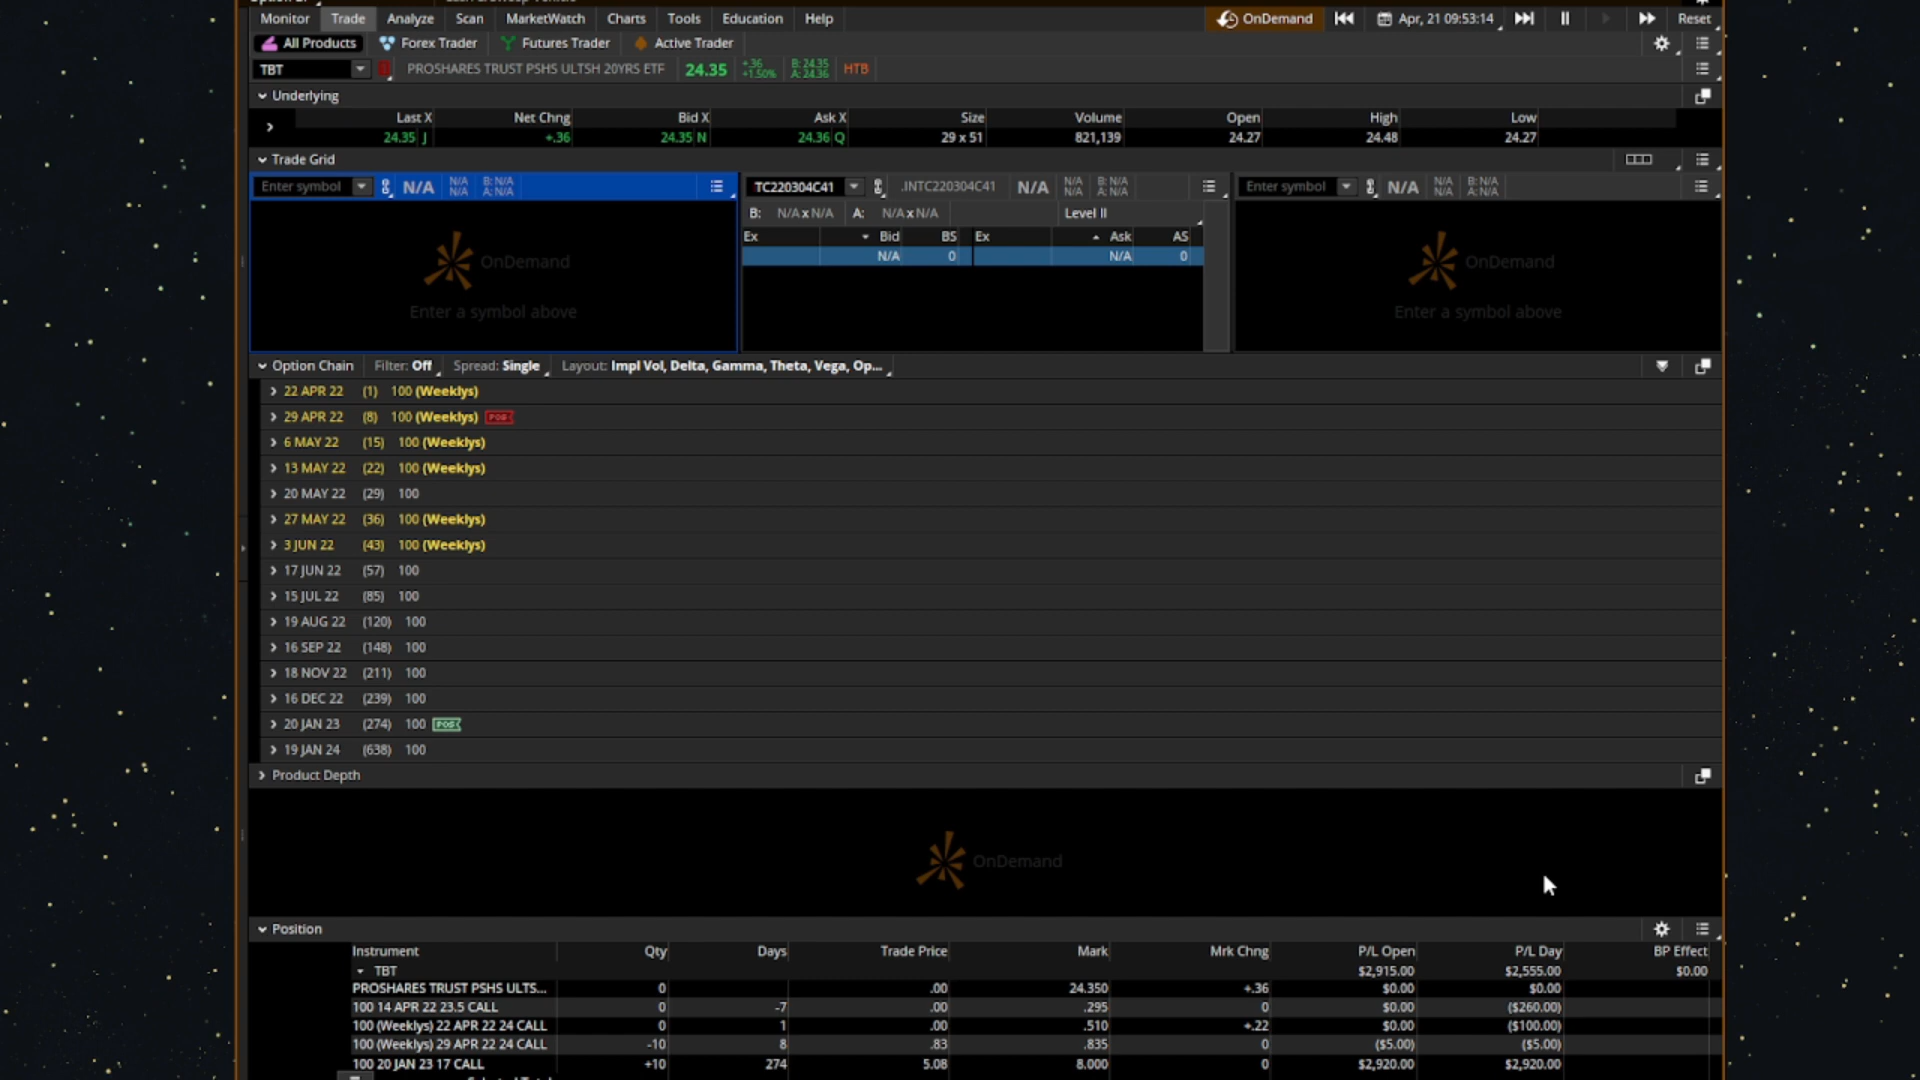 Monitor Trade Analyze Scan MarketWatch Charts Tools Education Help OnDemand Apr, 21 09:53:14 Reset
All Products Forex Trader Futures Trader Active Trader
TBT PROSHARES TRUST PSHS ULTSH 20YRS ETF 24.35 +.36 +1.50% B: 24.35 A: 24.36 HTB
Underlying
Last X Net Chng Bid X Ask X Size Volume Open High Low
24.35 J +.36 24.35 N 24.36 Q 29 x 51 821,139 24.27 24.48 24.27
Trade Grid
Enter symbol N/A N/A N/A B: N/A A: N/A TC220304C41 .INTC220304C41 N/A N/A N/A B: N/A A: N/A Enter symbol N/A N/A N/A B: N/A A: N/A
B: N/A x N/A A: N/A x N/A Level II
Ex Bid BS Ex Ask AS
N/A 0 N/A 0
OnDemand OnDemand
Enter a symbol above Enter a symbol above
Option Chain Filter: Off Spread: Single Layout: Impl Vol, Delta, Gamma, Theta, Vega, Op...
22 APR 22 (1) 100 (Weeklys)
29 APR 22 (8) 100 (Weeklys) POS
6 MAY 22 (15) 100 (Weeklys)
13 MAY 22 (22) 100 (Weeklys)
20 MAY 22 (29) 100
27 MAY 22 (36) 100 (Weeklys)
3 JUN 22 (43) 100 (Weeklys)
17 JUN 22 (57) 100
15 JUL 22 (85) 100
19 AUG 22 (120) 100
16 SEP 22 (148) 100
18 NOV 22 (211) 100
16 DEC 22 (239) 100
20 JAN 23 (274) 100 POS
19 JAN 24 (638) 100
Product Depth
OnDemand
Position
Instrument Qty Days Trade Price Mark Mrk Chng P/L Open P/L Day BP Effect
TBT $2,915.00 $2,555.00 $0.00
PROSHARES TRUST PSHS ULTS... 0 .00 24.350 +.36 $0.00 $0.00
100 14 APR 22 23.5 CALL 0 -7 .00 .295 0 $0.00 ($260.00)
100 (Weeklys) 22 APR 22 24 CALL 0 1 .00 .510 +.22 $0.00 ($100.00)
100 (Weeklys) 29 APR 22 24 CALL -10 8 .83 .835 0 ($5.00) ($5.00)
100 20 JAN 23 17 CALL +10 274 5.08 8.000 0 $2,920.00 $2,920.00